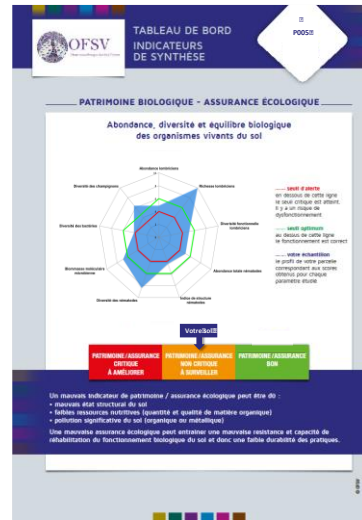 OFSV
TABLEAU DE BORD
INDICATEURS
DE SYNTHÈSE
PATRIMOINE BIOLOGIQUE - ASSURANCE ÉCOLOGIQUE
Abondance, diversité et équilibre biologique
des organismes vivants du sol
Abondance lombriciens
Richesse lombriciens
Diversité fonctionnelle
lombriciens
Abondance totale nématodes
Indice de structure
nématodes
Diversité des nématodes
Biomasse moléculaire
microbienne
Diversité des bactéries
Diversité des champignons
seuil d'alerte
en dessous de cette ligne
le seuil critique est atteint,
il y a un risque de
dysfonctionnement
seuil optimum
au dessus de cette ligne
le fonctionnement est correct
votre échantillon
le profil de votre parcelle
correspondant aux scores
obtenus pour chaque
paramètre étudié
PATRIMOINE/ASSURANCE
CRITIQUE
À AMÉLIORER
PATRIMOINE/ASSURANCE
NON CRITIQUE
À SURVEILLER
PATRIMOINE/ASSURANCE
BON
Un mauvais indicateur de patrimoine / assurance écologique peut être dû :
• mauvais état structural du sol
• faibles ressources nutritives (quantité et qualité de matière organique)
• pollution significative du sol (organique ou métallique)
Une mauvaise assurance écologique peut entraîner une mauvaise resistance et capacité de
réhabilitation du fonctionnement biologique du sol et donc une faible durabilité des pratiques.